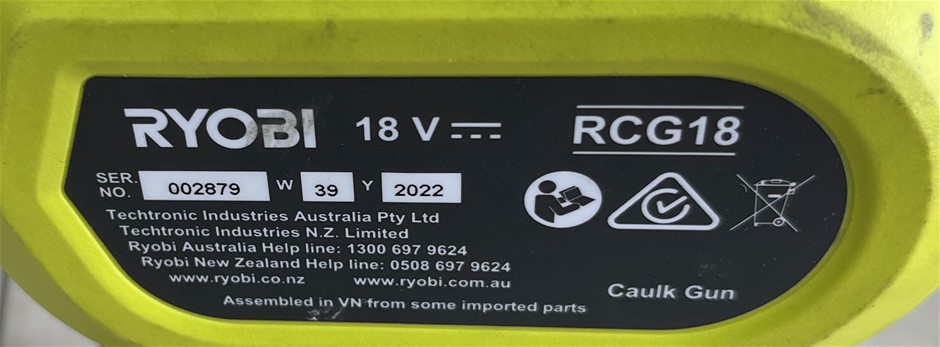 RYOBI 18 V RCG18
SER. NO. 002879 W 39 Y 2022
Techtronic Industries Australia Pty Ltd
Techtronic Industries N.Z. Limited
Ryobi Australia Help line: 1300 697 9624
Ryobi New Zealand Help line: 0508 697 9624
www.ryobi.co.nz www.ryobi.com.au
Assembled in VN from some imported parts
Caulk Gun